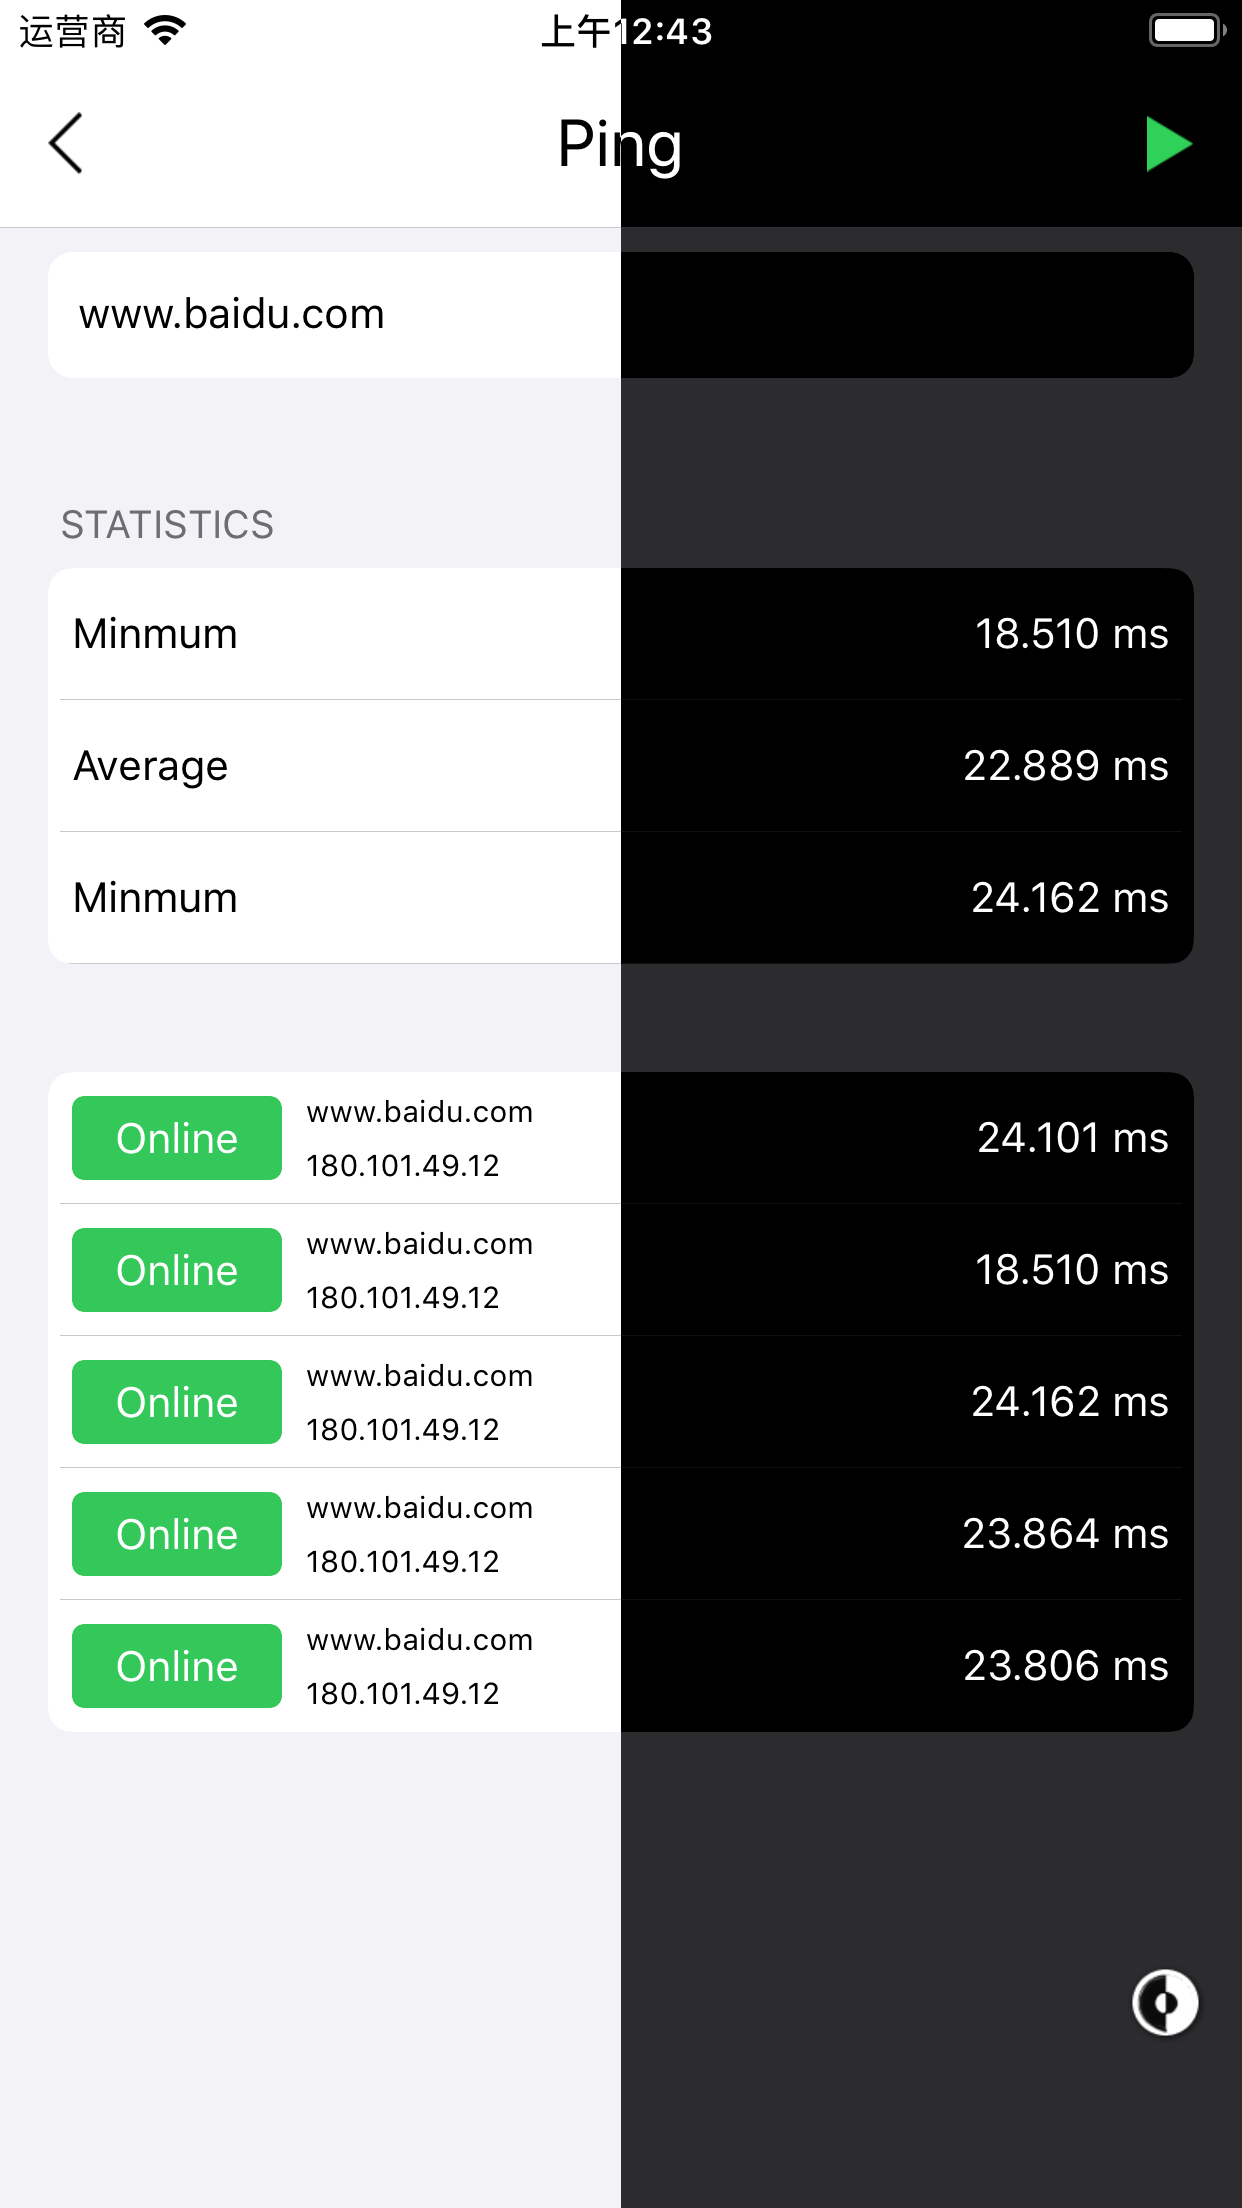 运营商 上午12:43
Ping
www.baidu.com
STATISTICS
Minmum 18.510 ms
Average 22.889 ms
Minmum 24.162 ms
Online www.baidu.com 24.101 ms
180.101.49.12
Online www.baidu.com 18.510 ms
180.101.49.12
Online www.baidu.com 24.162 ms
180.101.49.12
Online www.baidu.com 23.864 ms
180.101.49.12
Online www.baidu.com 23.806 ms
180.101.49.12